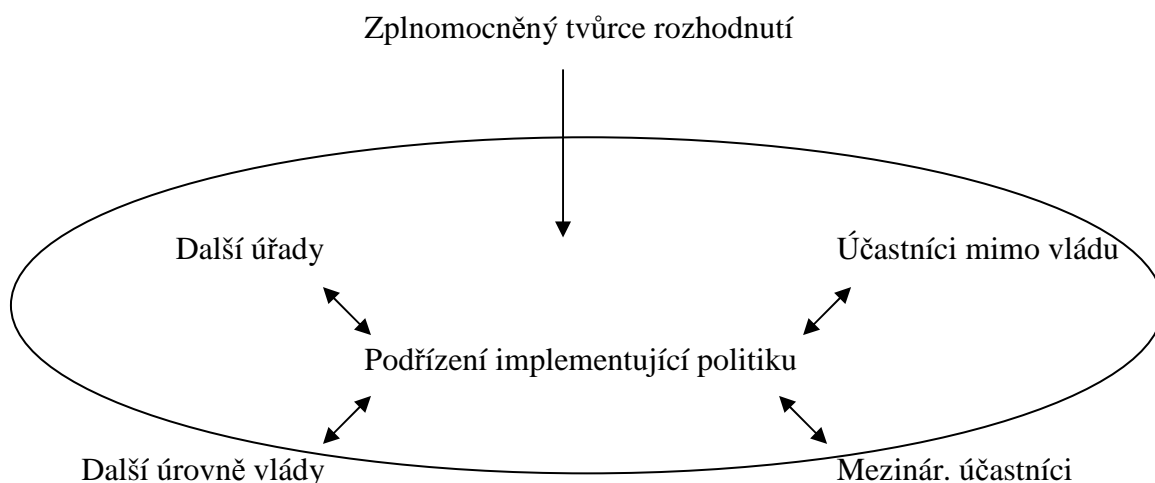 Zplnomocněný tvůrce rozhodnutí
Další úřady
Účastníci mimo vládu
Podřízení implementující politiku
Další úrovně vlády
Mezinár. účastníci